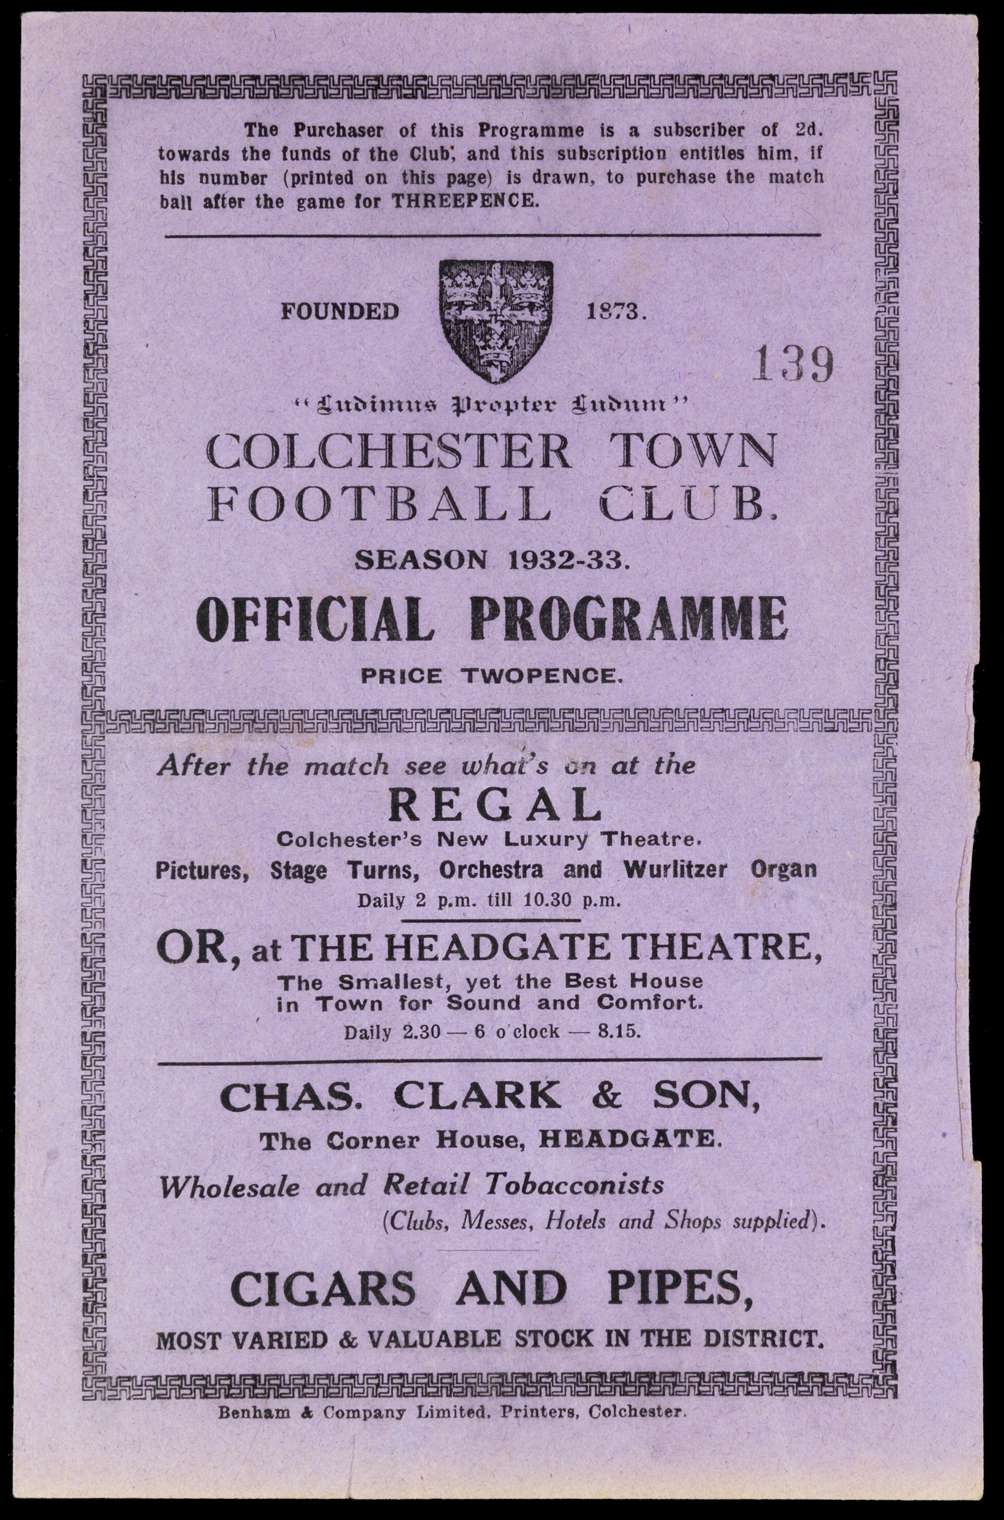 The Purchaser of this Programme is a subscriber of 2d.
towards the funds of the Club, and this subscription entitles him, if
his number (printed on this page) is drawn, to purchase the match
ball after the game for THREEPENCE.
FOUNDED 1873.
139
"Ludimus Propter Ludum"
COLCHESTER TOWN
FOOTBALL CLUB.
SEASON 1932-33.
OFFICIAL PROGRAMME
PRICE TWOPENCE.
After the match see what's on at the
REGAL
Colchester's New Luxury Theatre.
Pictures, Stage Turns, Orchestra and Wurlitzer Organ
Daily 2 p.m. till 10.30 p.m.
OR, at THE HEADGATE THEATRE,
The Smallest, yet the Best House
in Town for Sound and Comfort.
Daily 2.30 — 6 o'clock — 8.15.
CHAS. CLARK & SON,
The Corner House, HEADGATE.
Wholesale and Retail Tobacconists
(Clubs, Messes, Hotels and Shops supplied).
CIGARS AND PIPES,
MOST VARIED & VALUABLE STOCK IN THE DISTRICT.
Benham & Company Limited, Printers, Colchester.